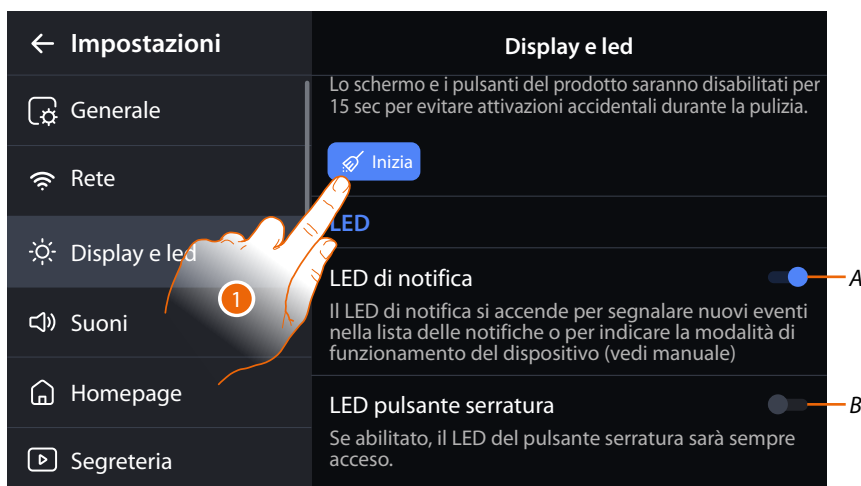 Impostazioni
Generale
Rete
Display e led
Suoni
Homepage
Segreteria
Display e led
Lo schermo e i pulsanti del prodotto saranno disabilitati per
15 sec per evitare attivazioni accidentali durante la pulizia.
Inizia
1
LED
LED di notifica
A
Il LED di notifica si accende per segnalare nuovi eventi
nella lista delle notifiche o per indicare la modalità di
funzionamento del dispositivo (vedi manuale)
LED pulsante serratura
B
Se abilitato, il LED del pulsante serratura sarà sempre
acceso.